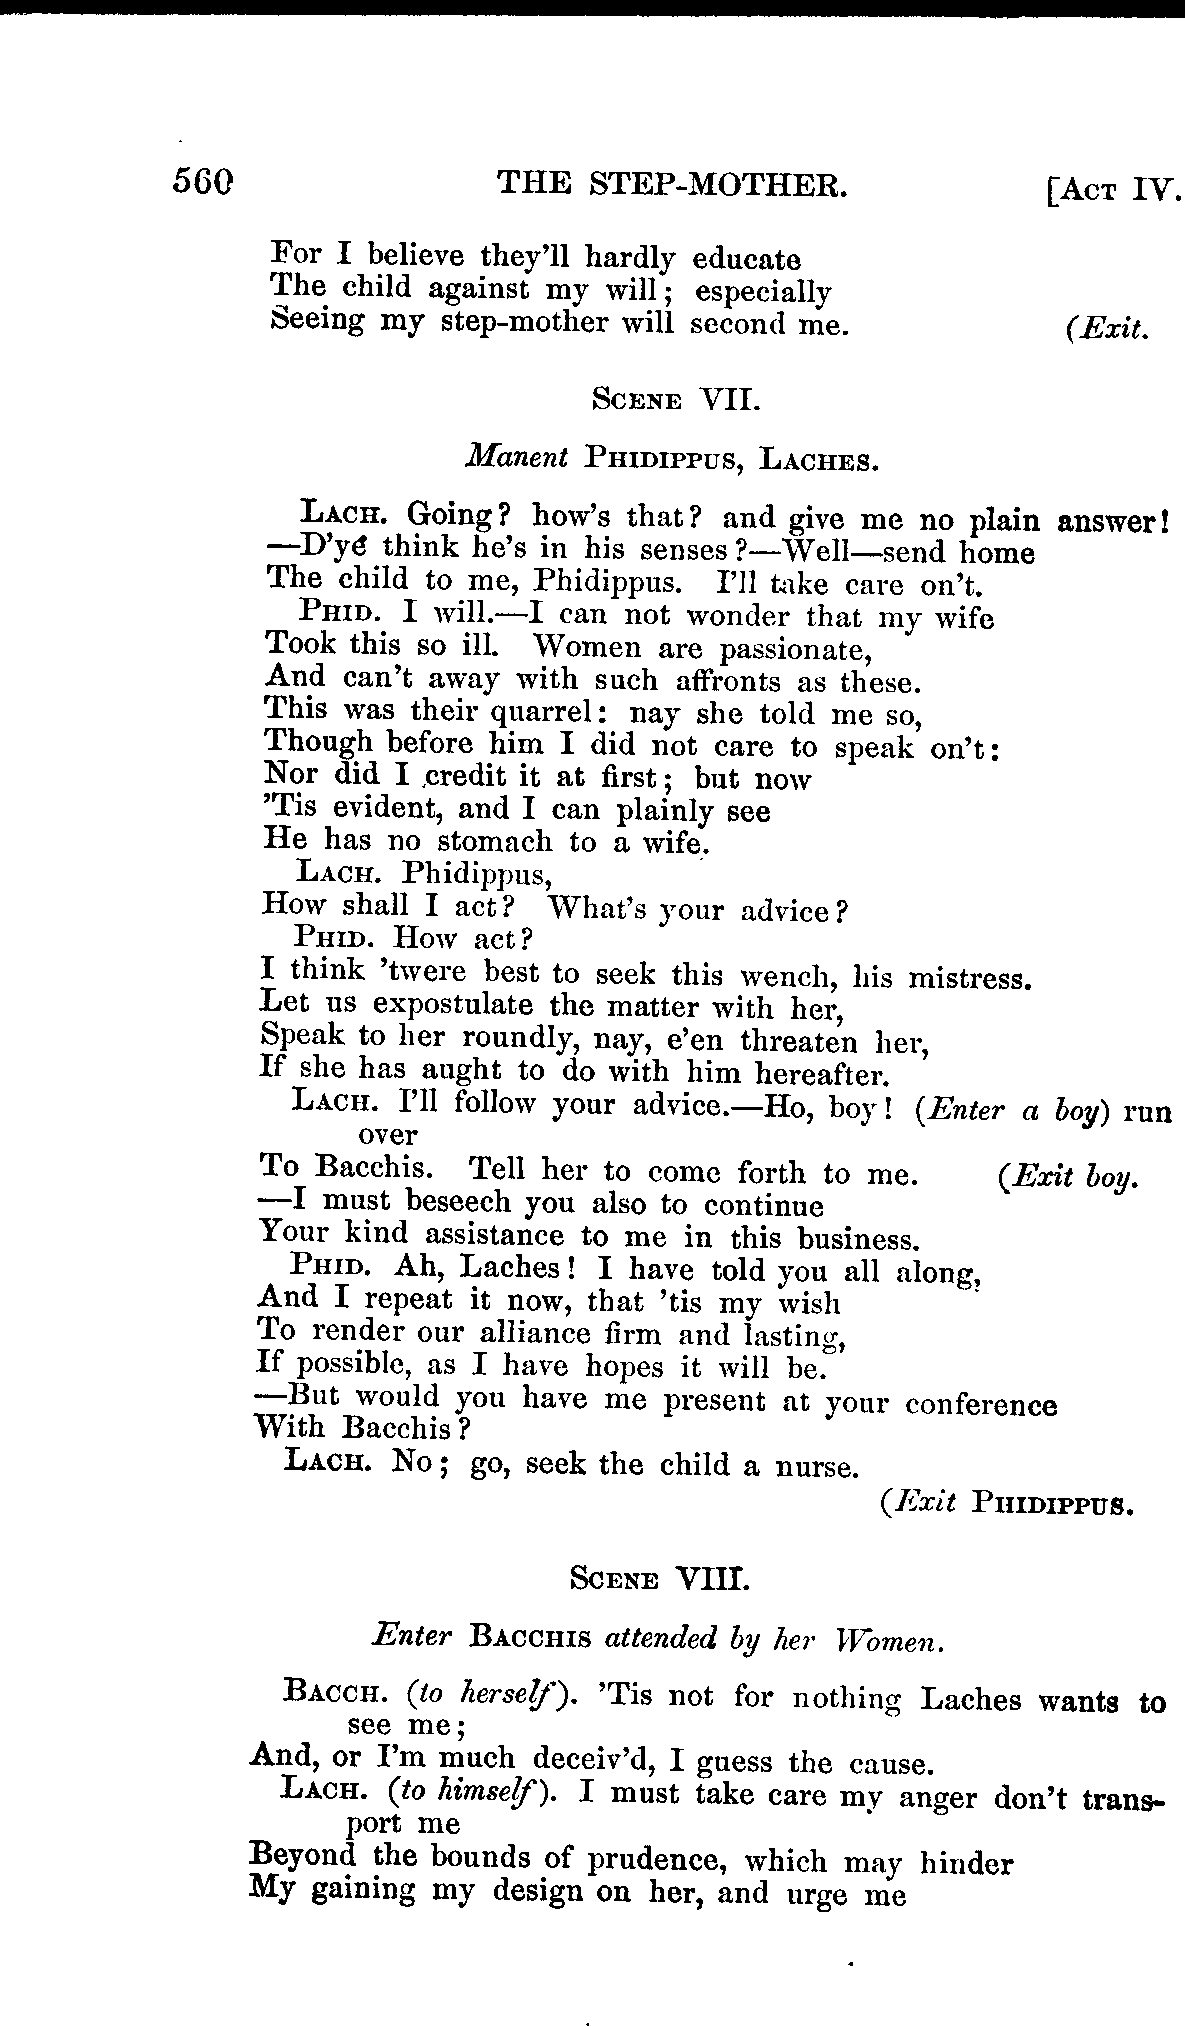 560 THE STEP-MOTHER. [ACT IV.
For I believe they'll hardly educate
The child against my will; especially
Seeing my step-mother will second me. (Exit.
SCENE VII.
Manent PHIDIPPUS, LACHES.
LACH. Going? how's that? and give me no plain answer!
—D'ye think he's in his senses?—Well—send home
The child to me, Phidippus. I'll take care on't.
PHID. I will.—I can not wonder that my wife
Took this so ill. Women are passionate,
And can't away with such affronts as these.
This was their quarrel: nay she told me so,
Though before him I did not care to speak on't:
Nor did I credit it at first; but now
'Tis evident, and I can plainly see
He has no stomach to a wife.
LACH. Phidippus,
How shall I act? What's your advice?
PHID. How act?
I think 'twere best to seek this wench, his mistress.
Let us expostulate the matter with her,
Speak to her roundly, nay, e'en threaten her,
If she has aught to do with him hereafter.
LACH. I'll follow your advice.—Ho, boy! (Enter a boy) run
over
To Bacchis. Tell her to come forth to me. (Exit boy.
—I must beseech you also to continue
Your kind assistance to me in this business.
PHID. Ah, Laches! I have told you all along,
And I repeat it now, that 'tis my wish
To render our alliance firm and lasting,
If possible, as I have hopes it will be.
—But would you have me present at your conference
With Bacchis?
LACH. No; go, seek the child a nurse.
(Exit PHIDIPPUS.
SCENE VIII.
Enter BACCHIS attended by her Women.
BACCH. (to herself). 'Tis not for nothing Laches wants to
see me;
And, or I'm much deceiv'd, I guess the cause.
LACH. (to himself). I must take care my anger don't trans-
port me
Beyond the bounds of prudence, which may hinder
My gaining my design on her, and urge me